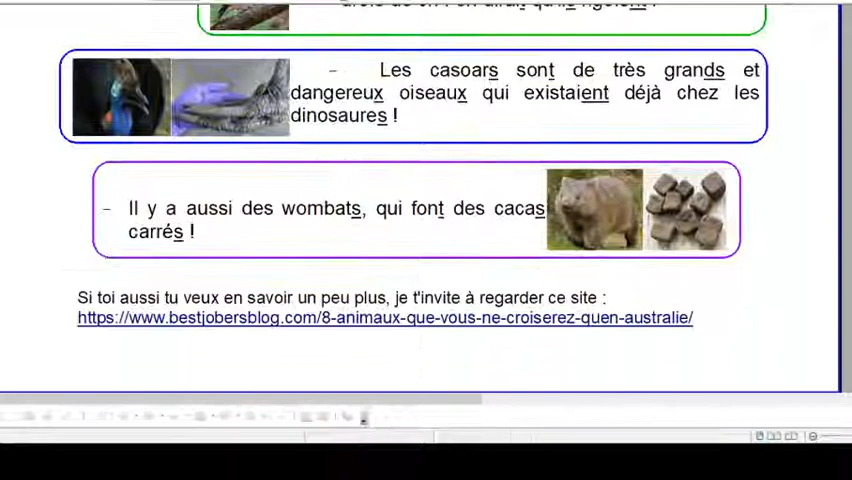 – Les casoars sont de très grands et
dangereux oiseaux qui existaient déjà chez les
dinosaures !
– Il y a aussi des wombats, qui font des cacas
carrés !
Si toi aussi tu veux en savoir un peu plus, je t'invite à regarder ce site :
https://www.bestjobersblog.com/8-animaux-que-vous-ne-croiserez-quen-australie/